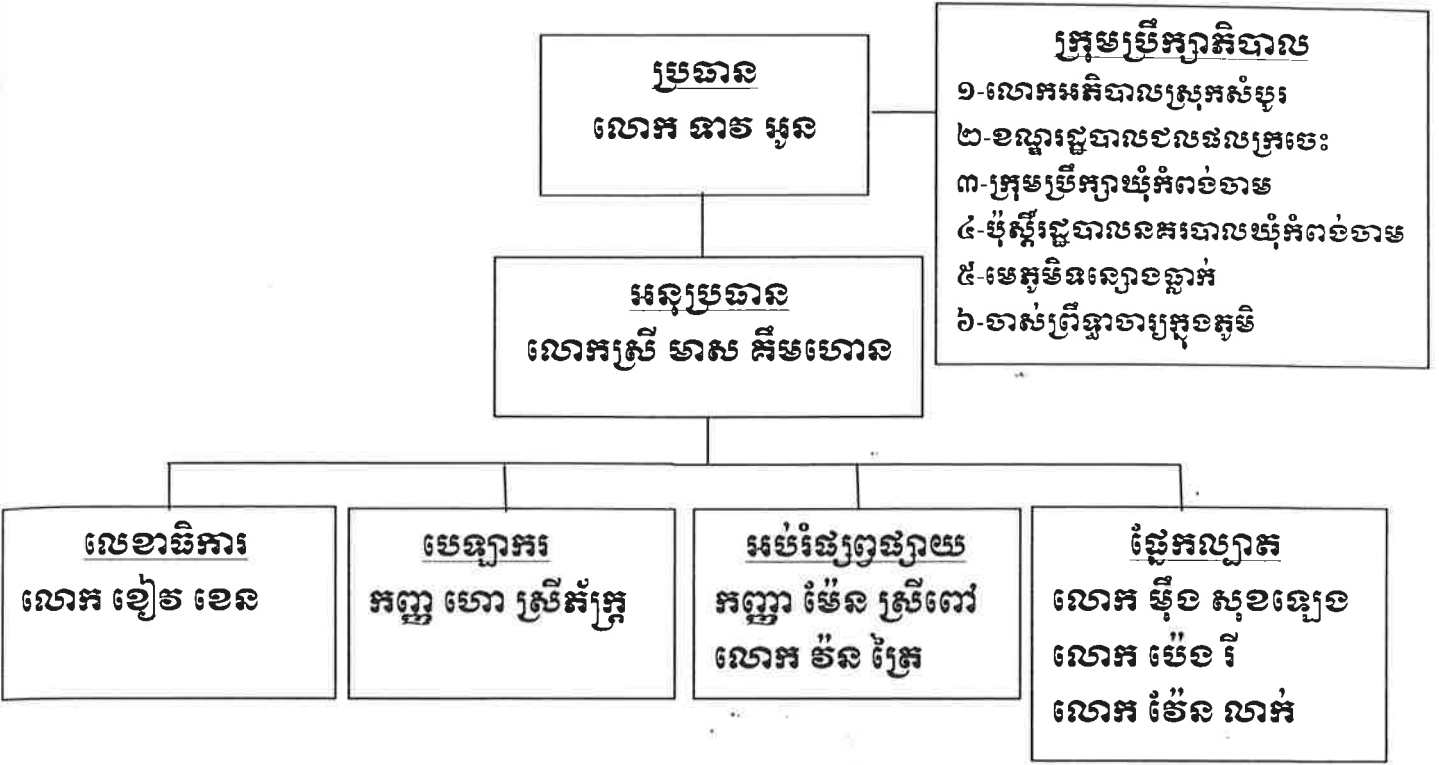 ប្រធាន
លោក ទាវ អូន
ក្រុមប្រឹក្សាភិបាល
១-លោកអភិបាលស្រុកសំបូរ
២-ខណ្ឌរដ្ឋបាលជលផលក្រចេះ
៣-ក្រុមប្រឹក្សាឃុំកំពង់ចាម
៤-ប៉ុស្តិ៍រដ្ឋបាលនគរបាលឃុំកំពង់ចាម
៥-មេភូមិទន្សោងធ្លាក់
៦-ចាស់ព្រឹទ្ធាចារ្យក្នុងភូមិ
អនុប្រធាន
លោកស្រី មាស គឹមហោន
លេខាធិការ
លោក ខៀវ ខេន
បេឡាករ
កញ្ញ ហោ ស្រីភ័ក្ត្រ
អប់រំផ្សព្វផ្សាយ
កញ្ញា ម៉ែន ស្រីពៅ
លោក វ៉ន ត្រៃ
ផ្នែកល្បាត
លោក ម៉ឹង សុខឡេង
លោក ប៉េង រី
លោក វ៉ែន លាក់